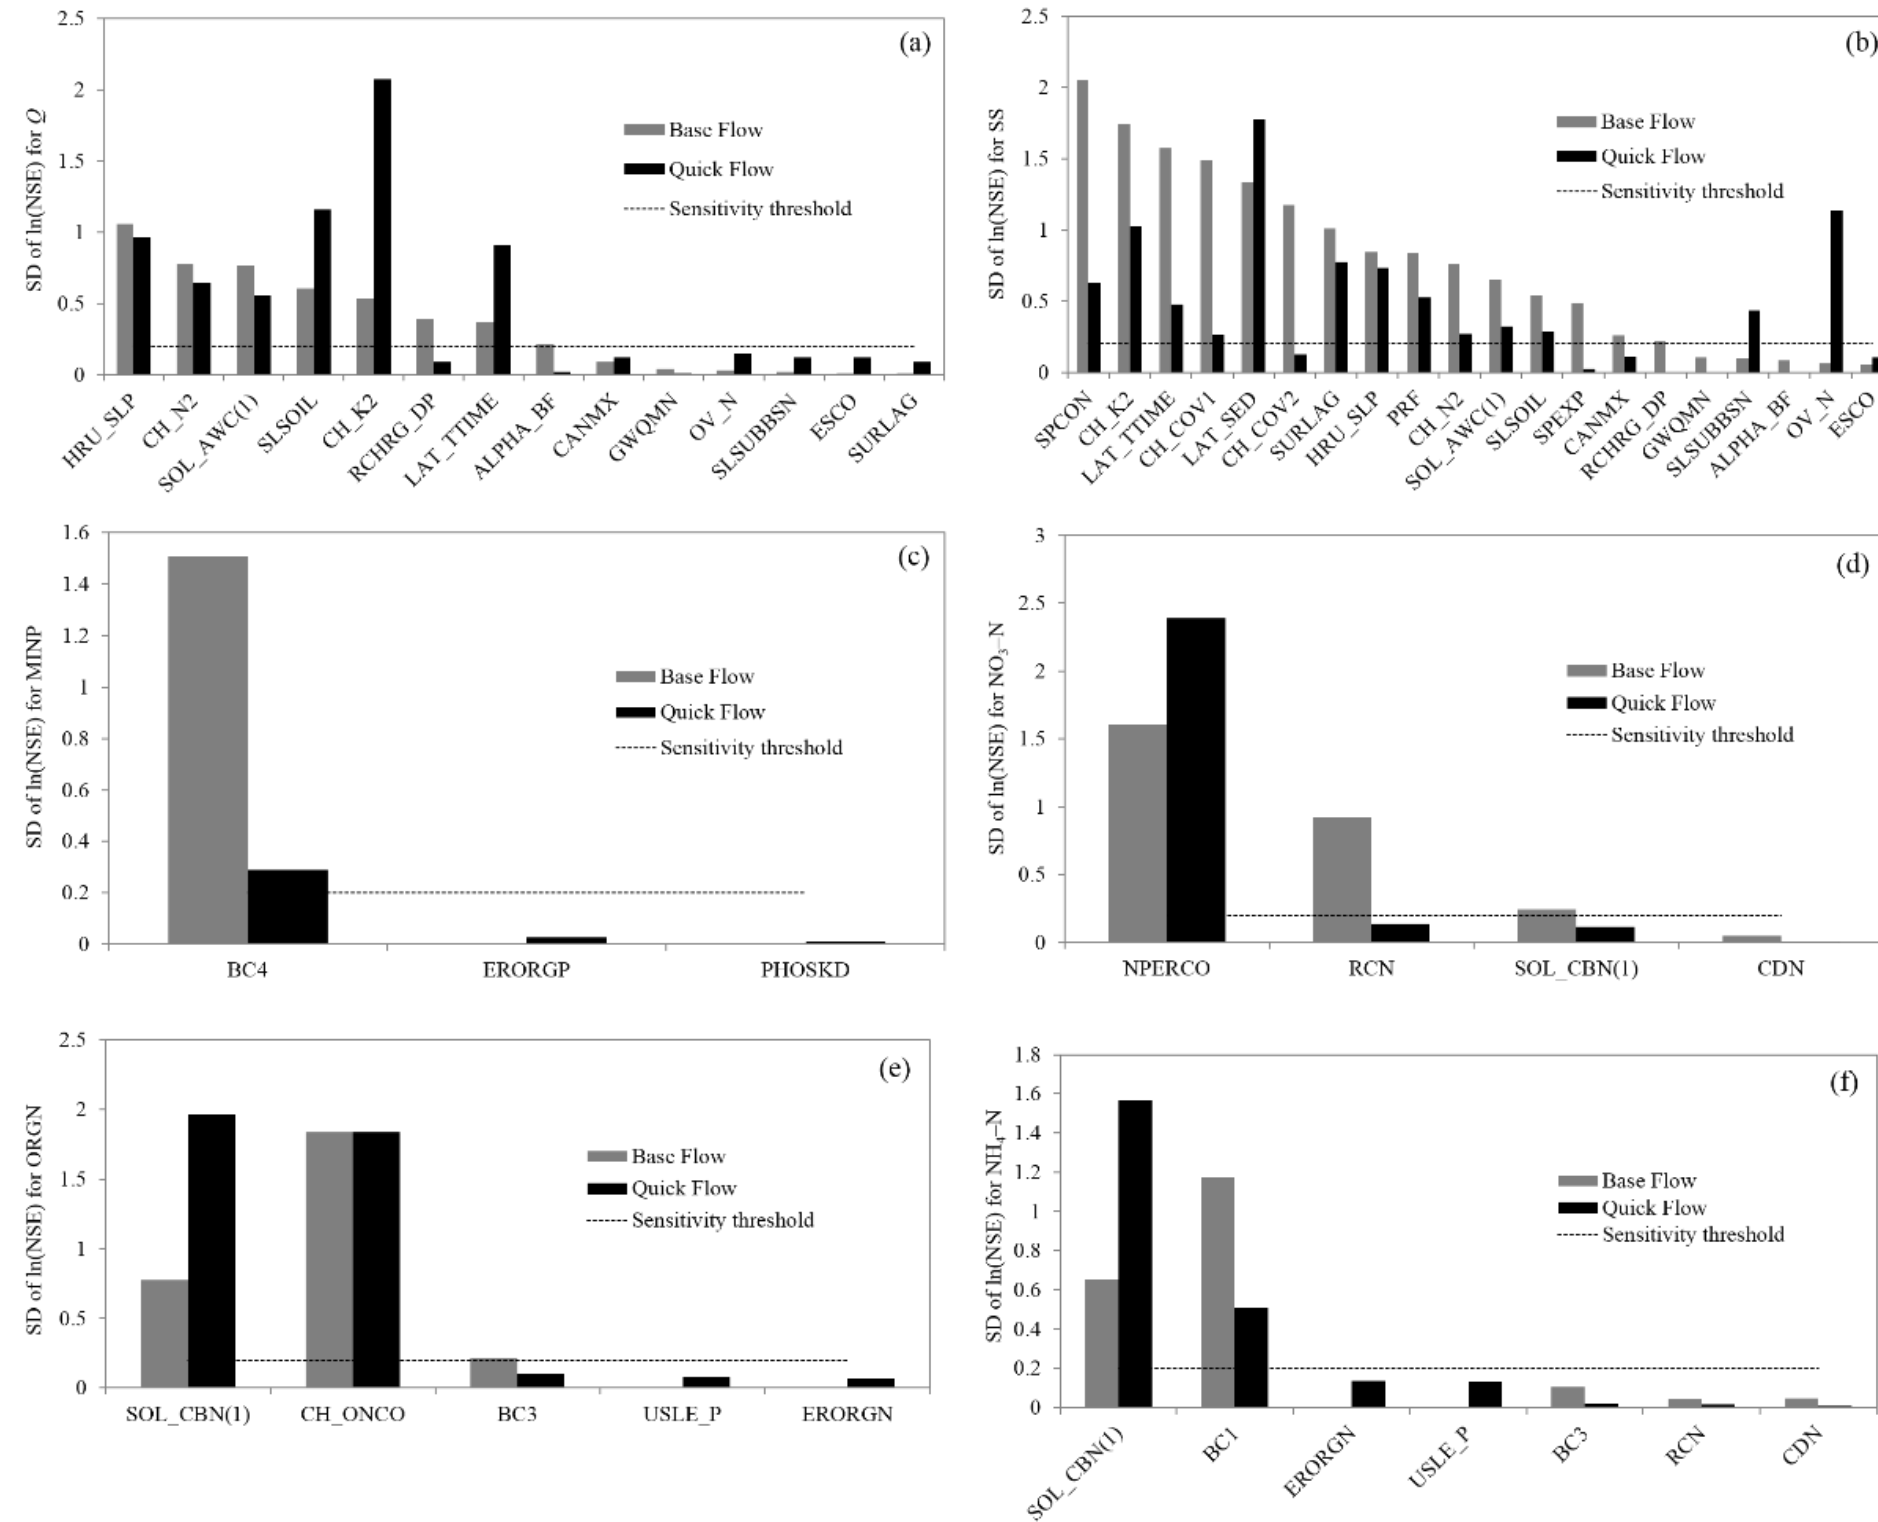 (a)
SD of ln(NSE) for Q
2.5
2
1.5
1
0.5
0
Base Flow
Quick Flow
Sensitivity threshold
HRU_SLP
CH_N2
SOL_AWC(1)
SLSOIL
CH_K2
RCHRG_DP
LAT_TTIME
ALPHA_BF
CANMX
GWQMN
OV_N
SLSUBBSN
ESCO
SURLAG
(b)
SD of ln(NSE) for SS
2.5
2
1.5
1
0.5
0
Base Flow
Quick Flow
Sensitivity threshold
SPCON
CH_K2
LAT_TTIME
CH_COV1
LAT_SED
CH_COV2
SURLAG
HRU_SLP
PRF
CH_N2
SOL_AWC(1)
SLSOIL
SPEXP
CANMX
RCHRG_DP
GWQMN
SLSUBBSN
ALPHA_BF
OV_N
ESCO
(c)
SD of ln(NSE) for MINP
1.6
1.4
1.2
1
0.8
0.6
0.4
0.2
0
Base Flow
Quick Flow
Sensitivity threshold
BC4
ERORGP
PHOSKD
(d)
SD of ln(NSE) for NO₃–N
3
2.5
2
1.5
1
0.5
0
Base Flow
Quick Flow
Sensitivity threshold
NPERCO
RCN
SOL_CBN(1)
CDN
(e)
SD of ln(NSE) for ORGN
2.5
2
1.5
1
0.5
0
Base Flow
Quick Flow
Sensitivity threshold
SOL_CBN(1)
CH_ONCO
BC3
USLE_P
ERORGN
(f)
SD of ln(NSE) for NH₄–N
1.8
1.6
1.4
1.2
1
0.8
0.6
0.4
0.2
0
Base Flow
Quick Flow
Sensitivity threshold
SOL_CBN(1)
BC1
ERORGN
USLE_P
BC3
RCN
CDN